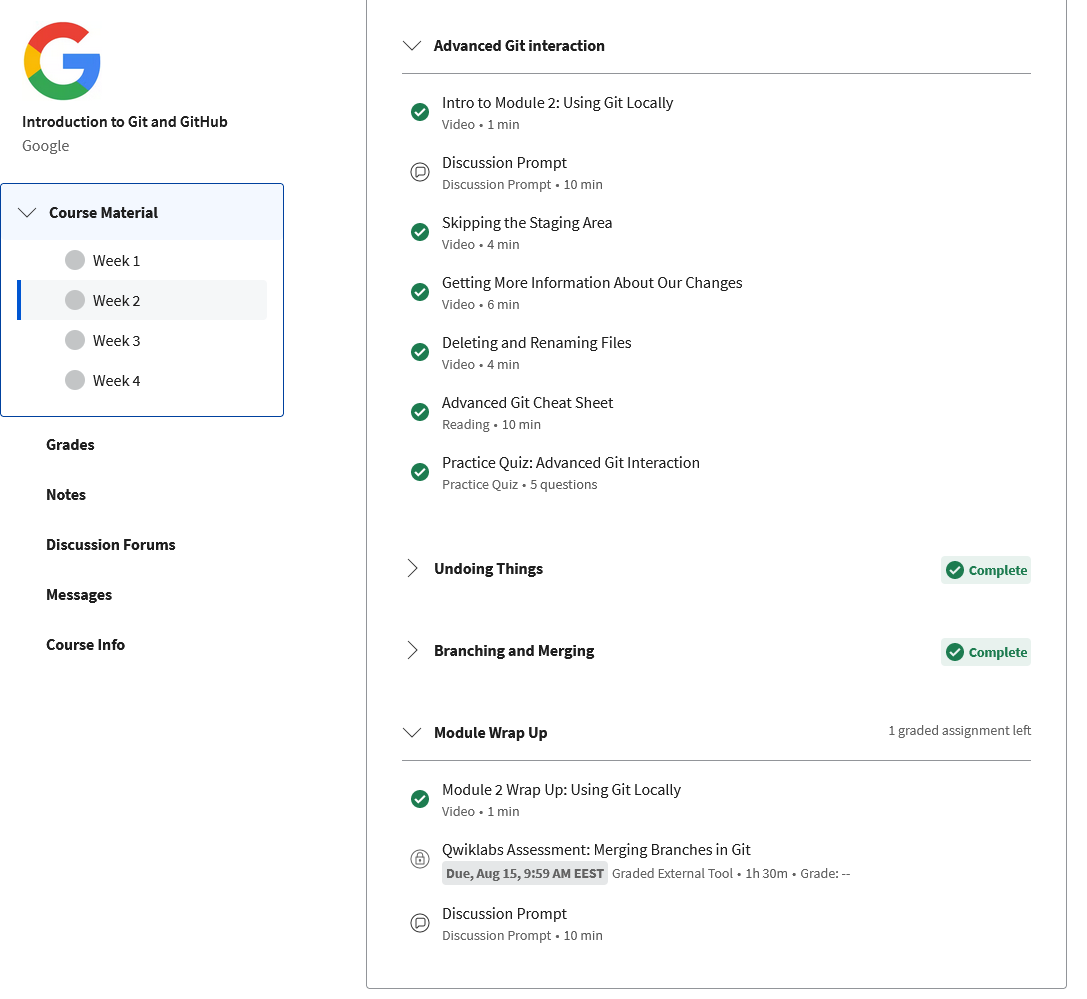 Introduction to Git and GitHub
Google
Course Material
Week 1
Week 2
Week 3
Week 4
Grades
Notes
Discussion Forums
Messages
Course Info
Advanced Git interaction
Intro to Module 2: Using Git Locally
Video • 1 min
Discussion Prompt
Discussion Prompt • 10 min
Skipping the Staging Area
Video • 4 min
Getting More Information About Our Changes
Video • 6 min
Deleting and Renaming Files
Video • 4 min
Advanced Git Cheat Sheet
Reading • 10 min
Practice Quiz: Advanced Git Interaction
Practice Quiz • 5 questions
Undoing Things
Complete
Branching and Merging
Complete
Module Wrap Up
1 graded assignment left
Module 2 Wrap Up: Using Git Locally
Video • 1 min
Qwiklabs Assessment: Merging Branches in Git
Due, Aug 15, 9:59 AM EEST Graded External Tool • 1h 30m • Grade: --
Discussion Prompt
Discussion Prompt • 10 min